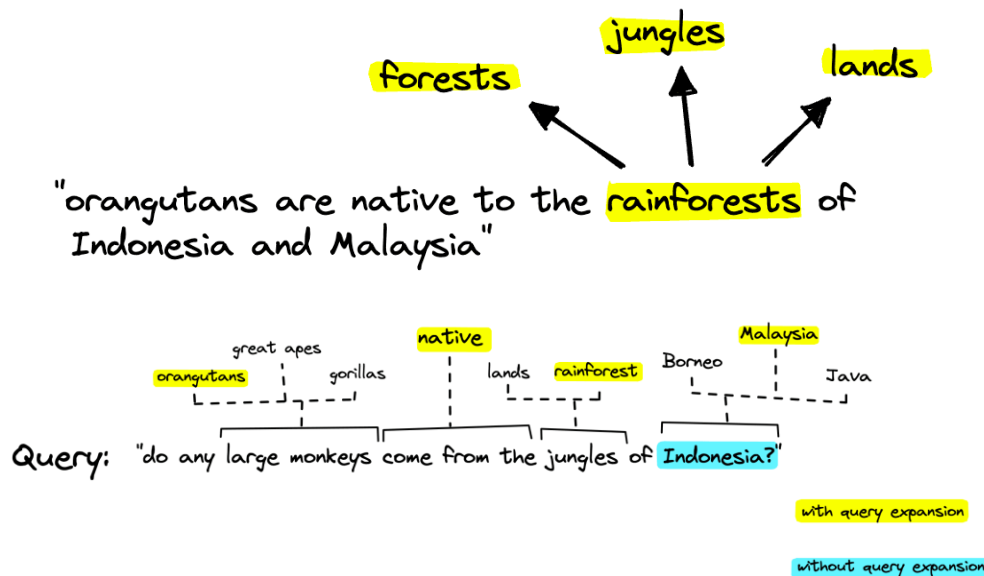 jungles
forests
lands
"orangutans are native to the rainforests of
Indonesia and Malaysia"
native
Malaysia
great apes
orangutans
gorillas
lands
rainforest
Borneo
Java
Query: "do any large monkeys come from the jungles of Indonesia?"
with query expansion
without query expansion